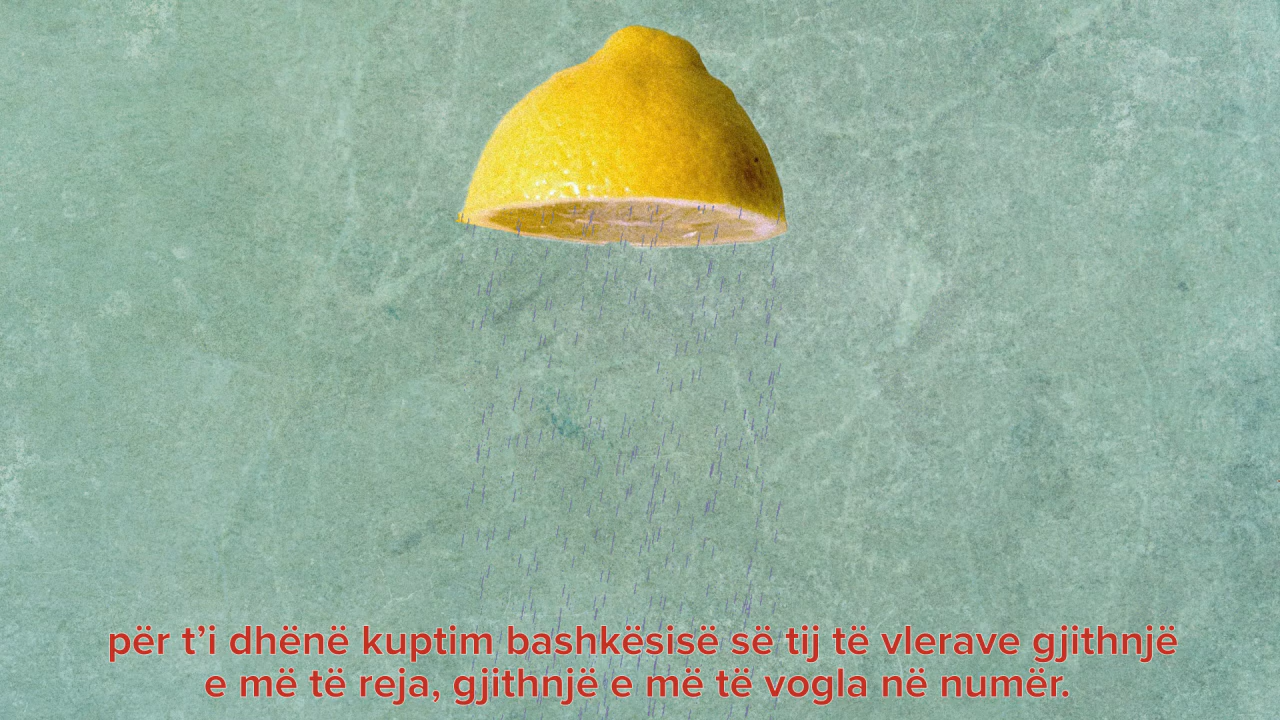 për t’i dhënë kuptim bashkësisë së tij të vlerave gjithnjë
e më të reja, gjithnjë e më të vogla në numër.